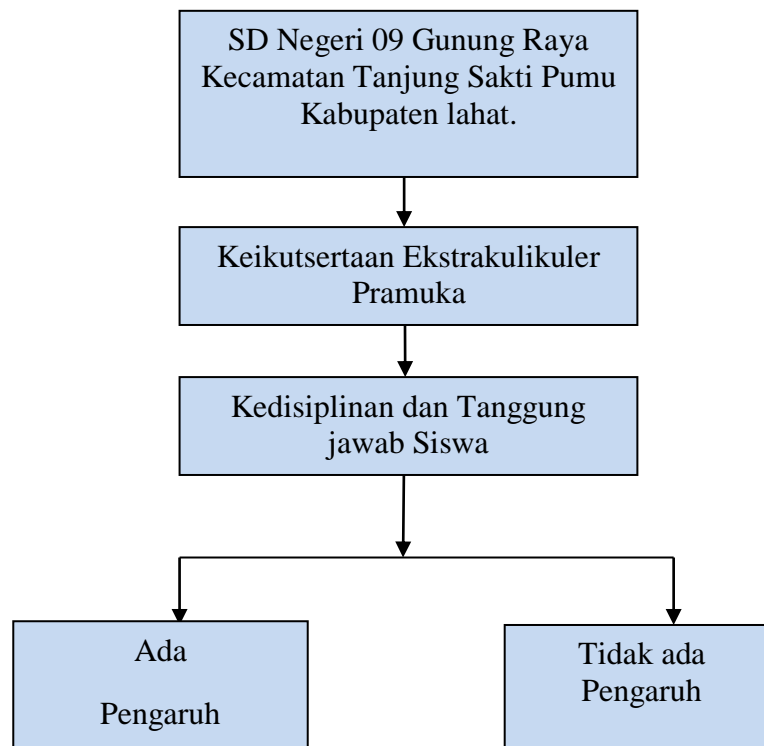 SD Negeri 09 Gunung Raya
Kecamatan Tanjung Sakti Pumu
Kabupaten lahat.
Keikutsertaan Ekstrakulikuler
Pramuka
Kedisiplinan dan Tanggung
jawab Siswa
Ada
Pengaruh
Tidak ada
Pengaruh